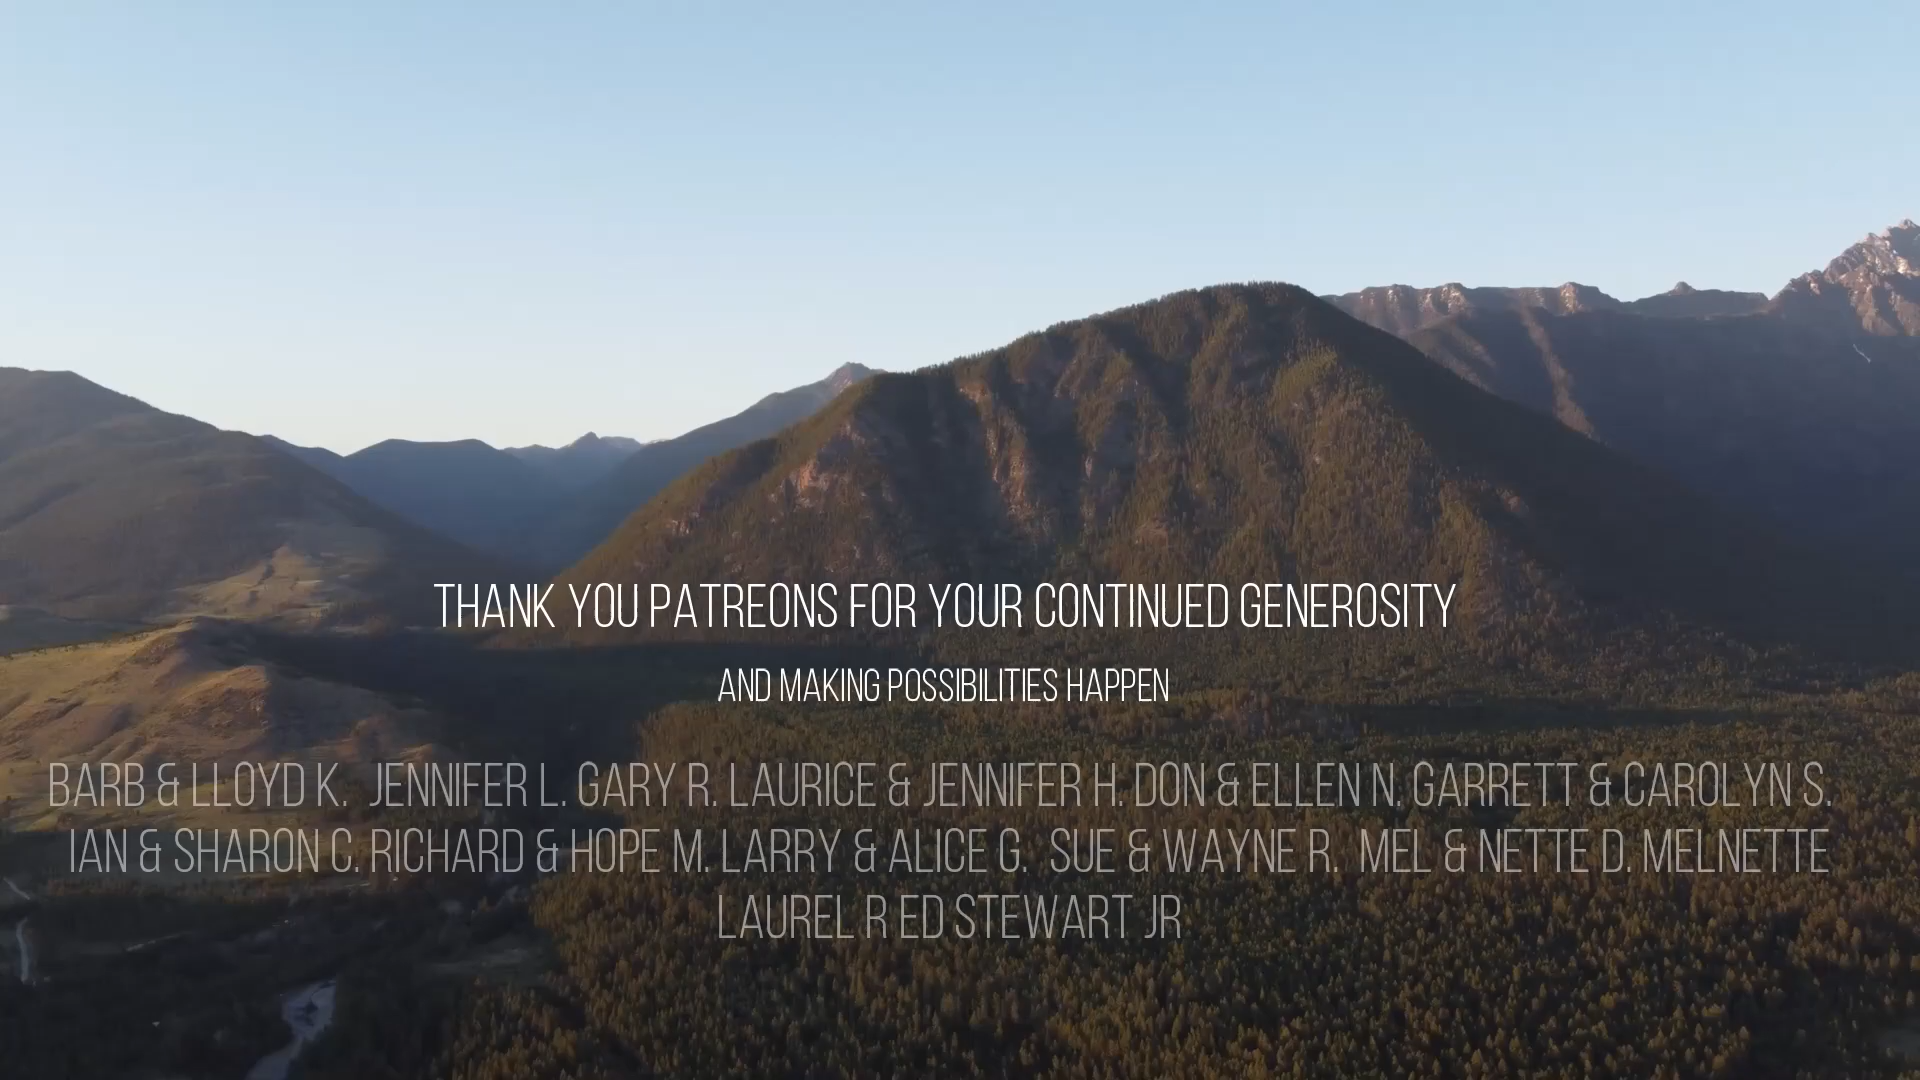 THANK YOU PATREONS FOR YOUR CONTINUED GENEROSITY
AND MAKING POSSIBILITIES HAPPEN
BARB & LLOYD K. JENNIFER L. GARY R. LAURICE & JENNIFER H. DON & ELLEN N. GARRETT & CAROLYN S.
IAN & SHARON C. RICHARD & HOPE M. LARRY & ALICE G. SUE & WAYNE R. MEL & NETTE D. MELNETTE
LAUREL R ED STEWART JR